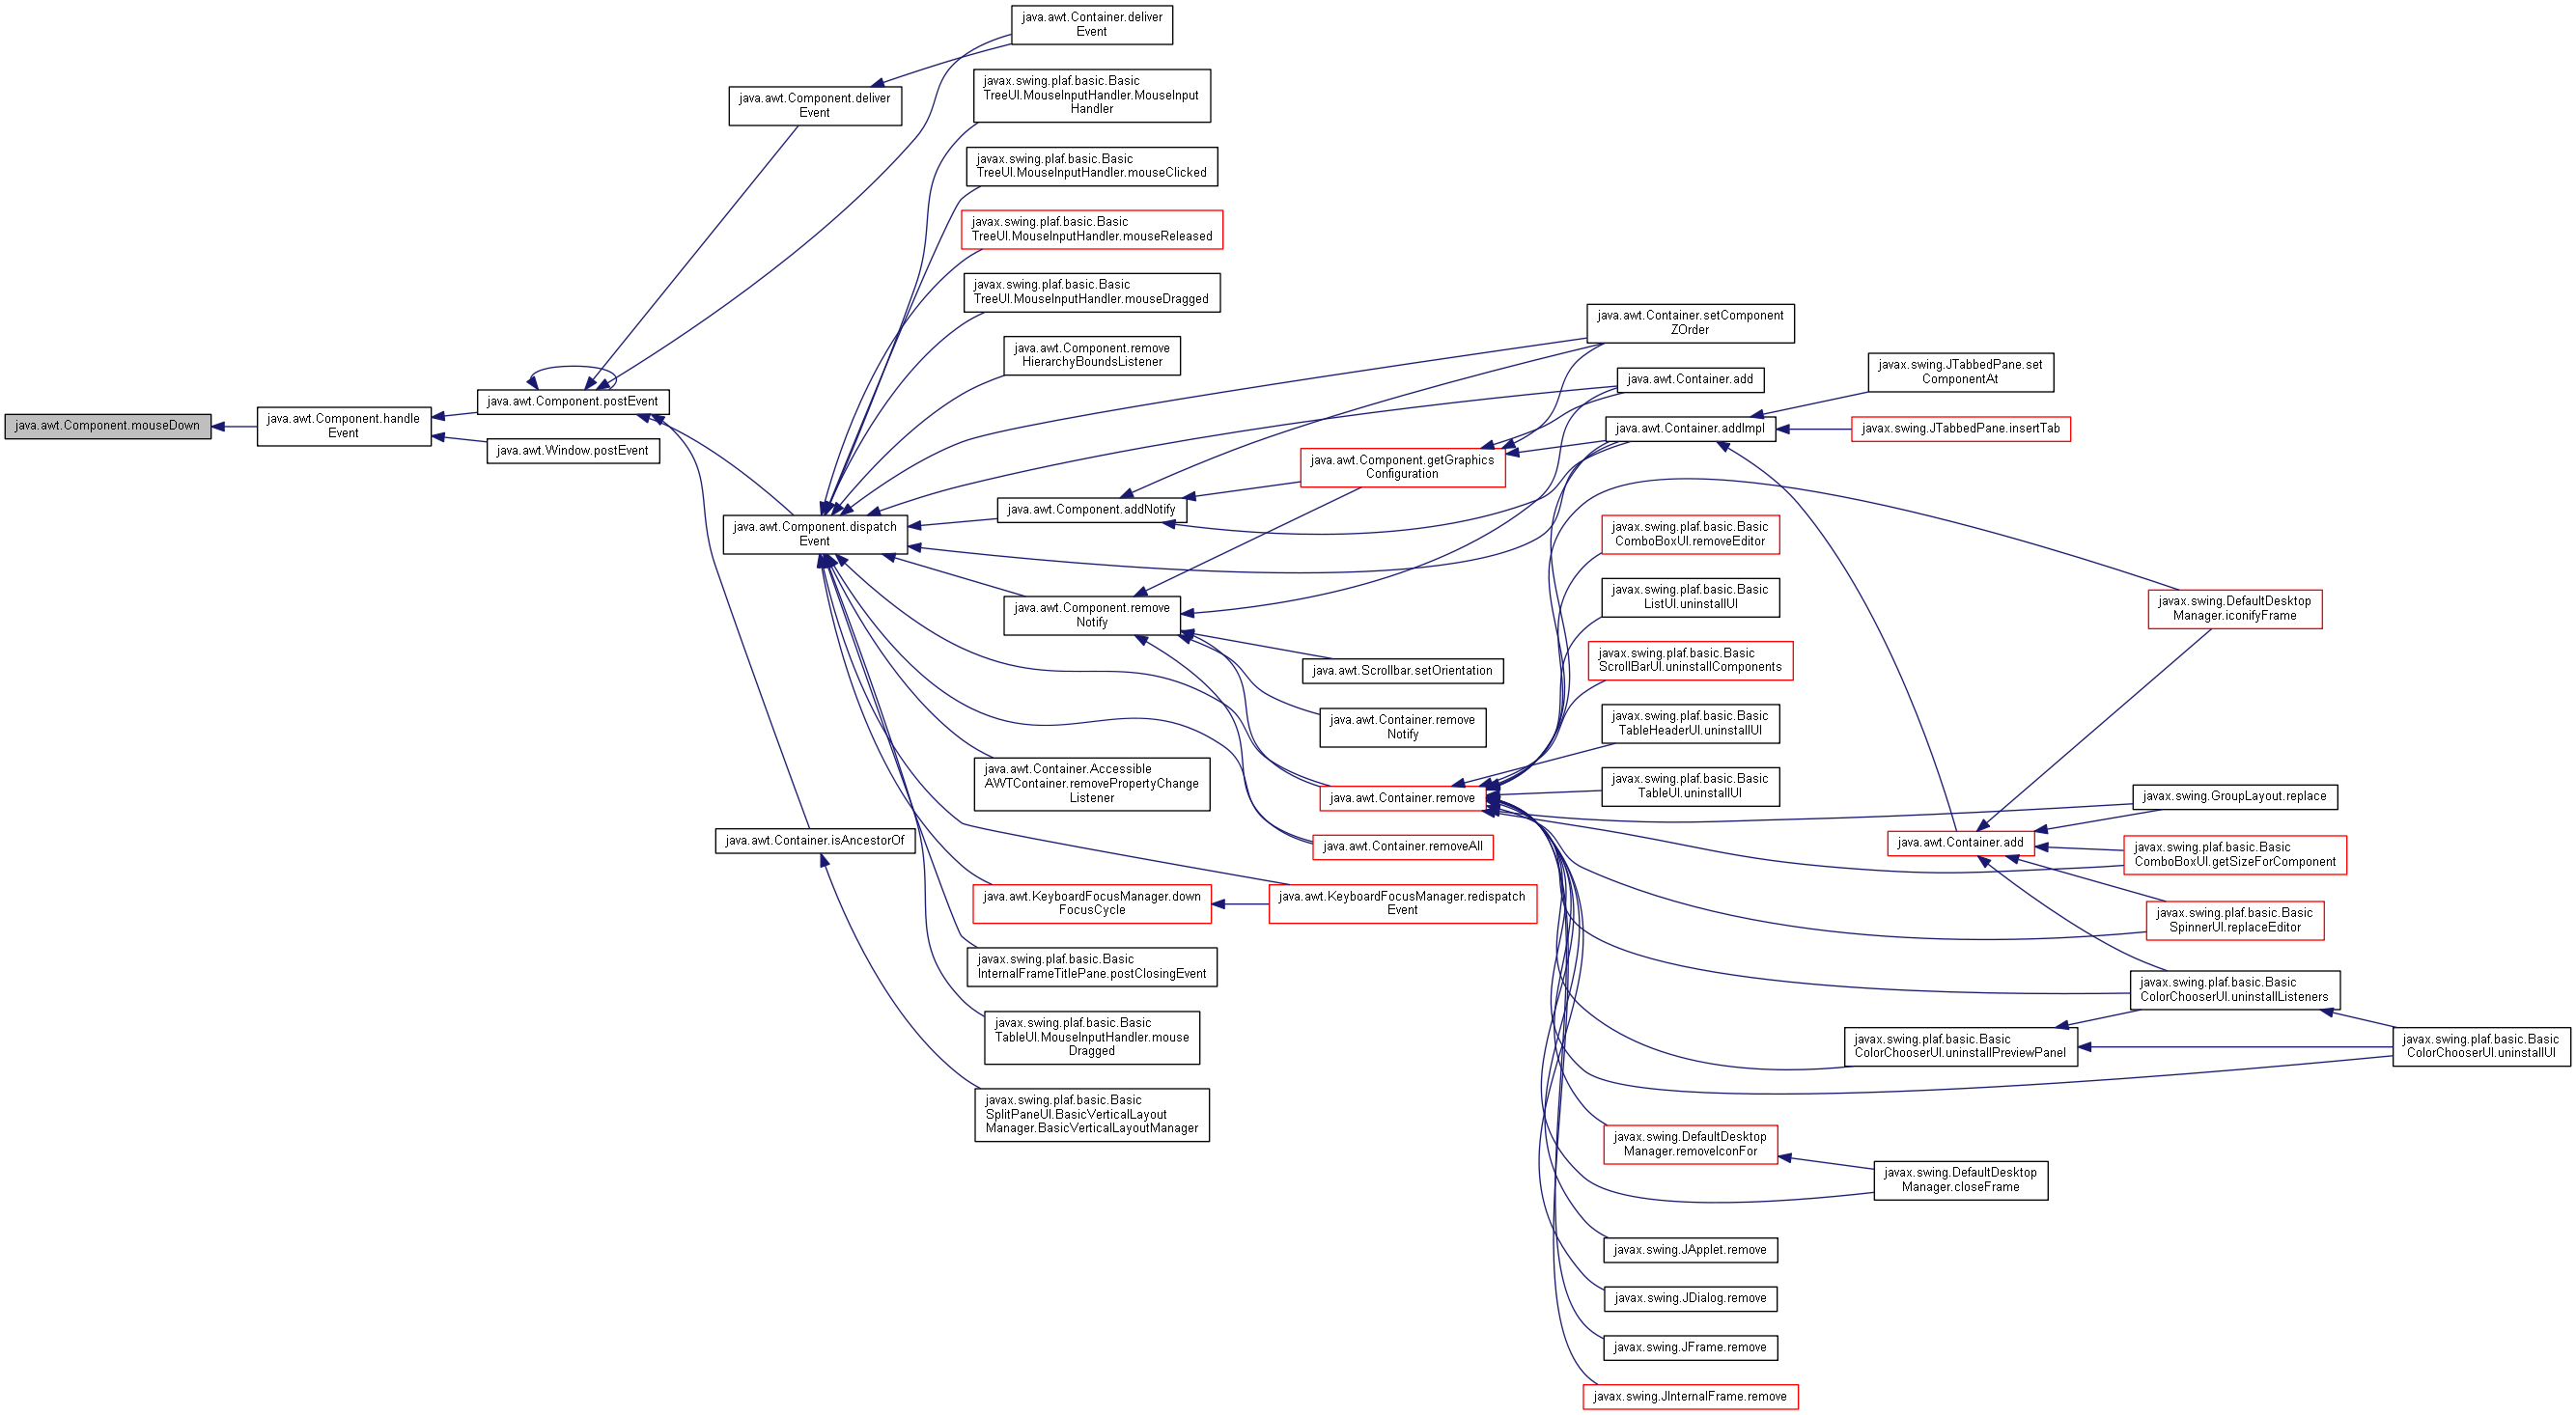 java.awt.Container.deliver
Event
javax.swing.plaf.basic.Basic
TreeUI.MouseInputHandler.MouseInput
Handler
java.awt.Component.deliver
Event
javax.swing.plaf.basic.Basic
TreeUI.MouseInputHandler.mouseClicked
javax.swing.plaf.basic.Basic
TreeUI.MouseInputHandler.mouseReleased
javax.swing.plaf.basic.Basic
TreeUI.MouseInputHandler.mouseDragged
java.awt.Container.setComponent
ZOrder
java.awt.Component.remove
HierarchyBoundsListener
javax.swing.JTabbedPane.set
ComponentAt
java.awt.Container.add
java.awt.Component.postEvent
java.awt.Component.mouseDown
java.awt.Component.handle
Event
java.awt.Container.addImpl
javax.swing.JTabbedPane.insertTab
java.awt.Window.postEvent
java.awt.Component.getGraphics
Configuration
java.awt.Component.addNotify
java.awt.Component.dispatch
Event
javax.swing.plaf.basic.Basic
ComboBoxUI.removeEditor
javax.swing.plaf.basic.Basic
ListUI.uninstallUI
javax.swing.DefaultDesktop
Manager.iconifyFrame
java.awt.Component.remove
Notify
javax.swing.plaf.basic.Basic
ScrollBarUI.uninstallComponents
java.awt.Scrollbar.setOrientation
java.awt.Container.remove
Notify
javax.swing.plaf.basic.Basic
TableHeaderUI.uninstallUI
java.awt.Container.Accessible
AWTContainer.removePropertyChange
Listener
java.awt.Container.remove
javax.swing.plaf.basic.Basic
TableUI.uninstallUI
javax.swing.GroupLayout.replace
java.awt.Container.isAncestorOf
java.awt.Container.removeAll
java.awt.Container.add
javax.swing.plaf.basic.Basic
ComboBoxUI.getSizeForComponent
java.awt.KeyboardFocusManager.down
FocusCycle
java.awt.KeyboardFocusManager.redispatch
Event
javax.swing.plaf.basic.Basic
SpinnerUI.replaceEditor
javax.swing.plaf.basic.Basic
InternalFrameTitlePane.postClosingEvent
javax.swing.plaf.basic.Basic
ColorChooserUI.uninstallListeners
javax.swing.plaf.basic.Basic
TableUI.MouseInputHandler.mouse
Dragged
javax.swing.plaf.basic.Basic
ColorChooserUI.uninstallPreviewPanel
javax.swing.plaf.basic.Basic
ColorChooserUI.uninstallUI
javax.swing.plaf.basic.Basic
SplitPaneUI.BasicVerticalLayout
Manager.BasicVerticalLayoutManager
javax.swing.DefaultDesktop
Manager.removeIconFor
javax.swing.DefaultDesktop
Manager.closeFrame
javax.swing.JApplet.remove
javax.swing.JDialog.remove
javax.swing.JFrame.remove
javax.swing.JInternalFrame.remove